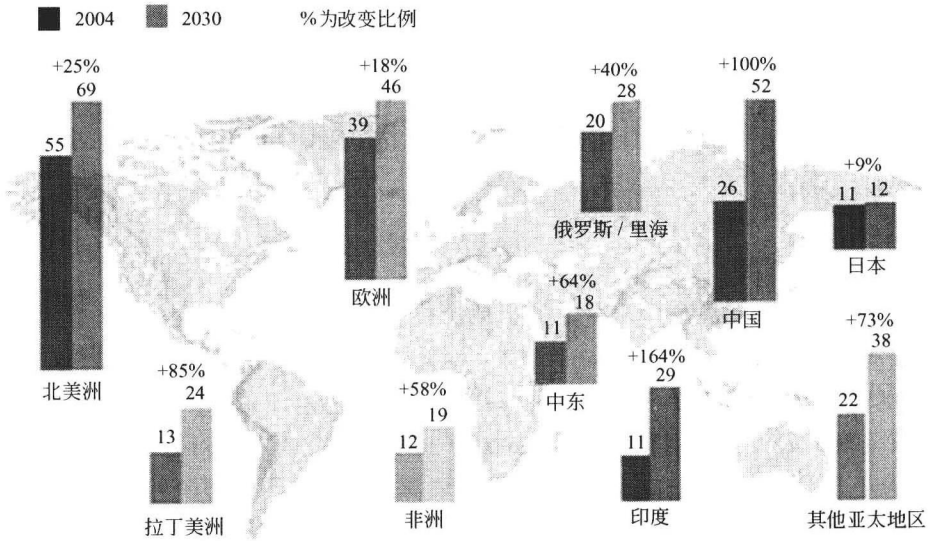 2004 2030 %为改变比例
+25%
69
55
北美洲
+18%
46
39
欧洲
+40%
28
20
俄罗斯/里海
+100%
52
26
中国
+9%
11 12
日本
+64%
18
11
中东
+73%
38
22
其他亚太地区
+85%
24
13
拉丁美洲
+58%
19
12
非洲
+164%
29
11
印度